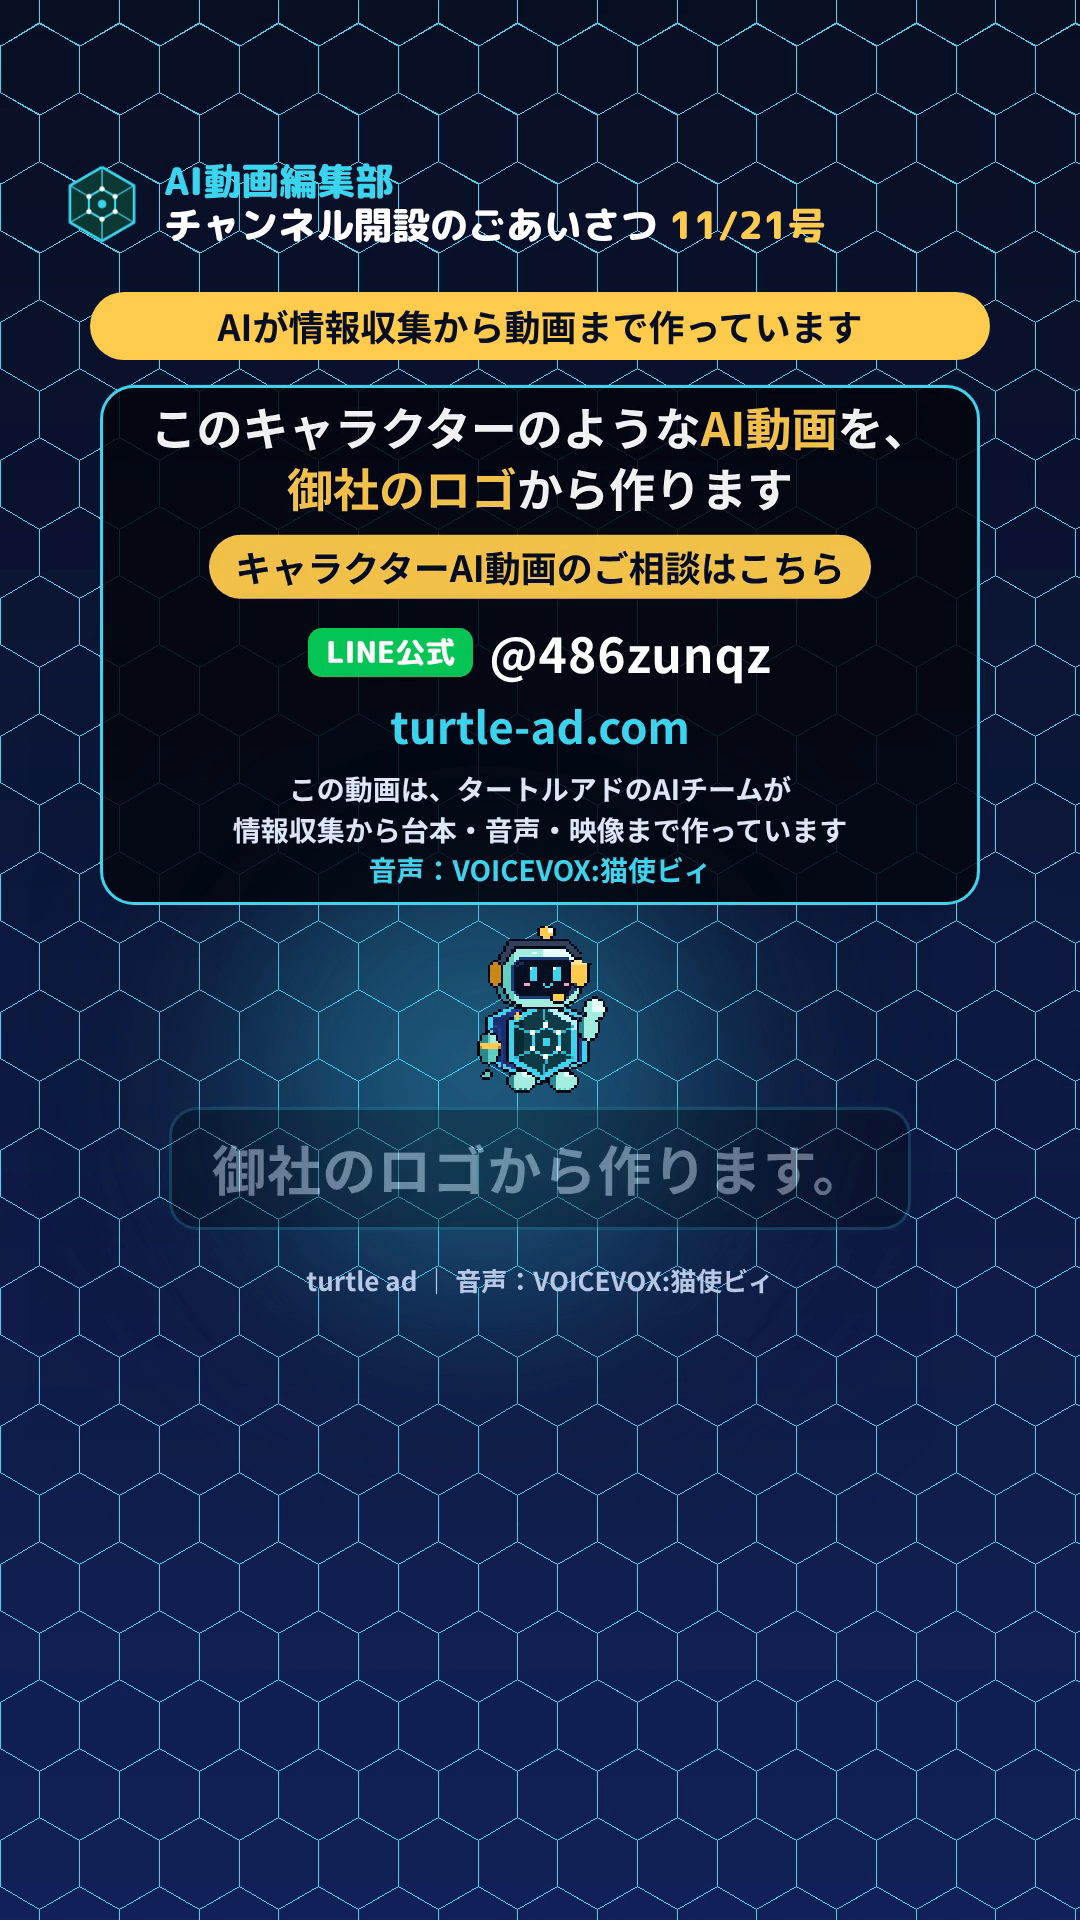 AI動画編集部
チャンネル開設のごあいさつ 11/21号
AIが情報収集から動画まで作っています
このキャラクターのようなAI動画を、
御社のロゴから作ります
キャラクターAI動画のご相談はこちら
LINE公式 @486zunqz
turtle-ad.com
この動画は、タートルアドのAIチームが
情報収集から台本・音声・映像まで作っています
音声：VOICEVOX:猫使ビィ
御社のロゴから作ります。
turtle ad ｜ 音声：VOICEVOX:猫使ビィ